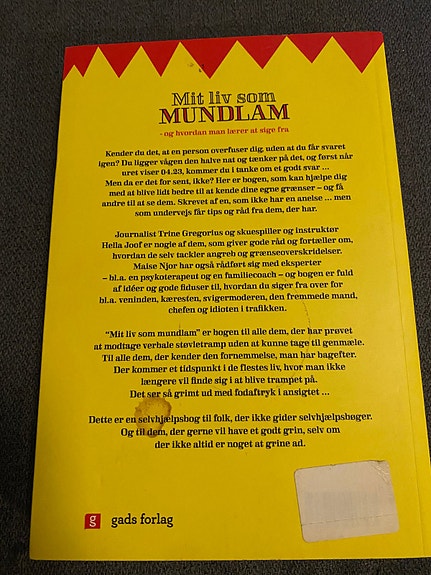 Mit liv som
MUNDLAM
- og hvordan man lærer at sige fra
Kender du det, at en person overfuser dig, uden at du får svaret
igen? Du ligger vågen den halve nat og tænker på det, og først når
uret viser 04.23, kommer du i tanke om et godt svar ...
Men da er det for sent, ikke? Her er bogen, som kan hjælpe dig
med at blive lidt bedre til at kende dine egne grænser – og få
andre til at se dem. Skrevet af en, som ikke har en anelse ... men
som undervejs får tips og råd fra dem, der har.
Journalist Trine Gregorius og skuespiller og instruktør
Hella Joof er nogle af dem, som giver gode råd og fortæller om,
hvordan de selv tackler angreb og grænseoverskridelser.
Maise Njor har også rådført sig med eksperter
– bl.a. en psykoterapeut og en familiecoach – og bogen er fuld
af idéer og gode fiduser til, hvordan du siger fra over for
bl.a. veninden, kæresten, svigermoderen, den fremmede mand,
chefen og idioten i trafikken.
"Mit liv som mundlam" er bogen til alle dem, der har prøvet
at modtage verbale støvletramp uden at kunne tage til genmæle.
Til alle dem, der kender den fornemmelse, man har bagefter.
Der kommer et tidspunkt i de flestes liv, hvor man ikke
længere vil finde sig i at blive trampet på.
Det ser så grimt ud med fodaftryk i ansigtet ...
Dette er en selvhjælpsbog til folk, der ikke gider selvhjælpsbøger.
Og til dem, der gerne vil have et godt grin, selv om
der ikke altid er noget at grine ad.
g gads forlag